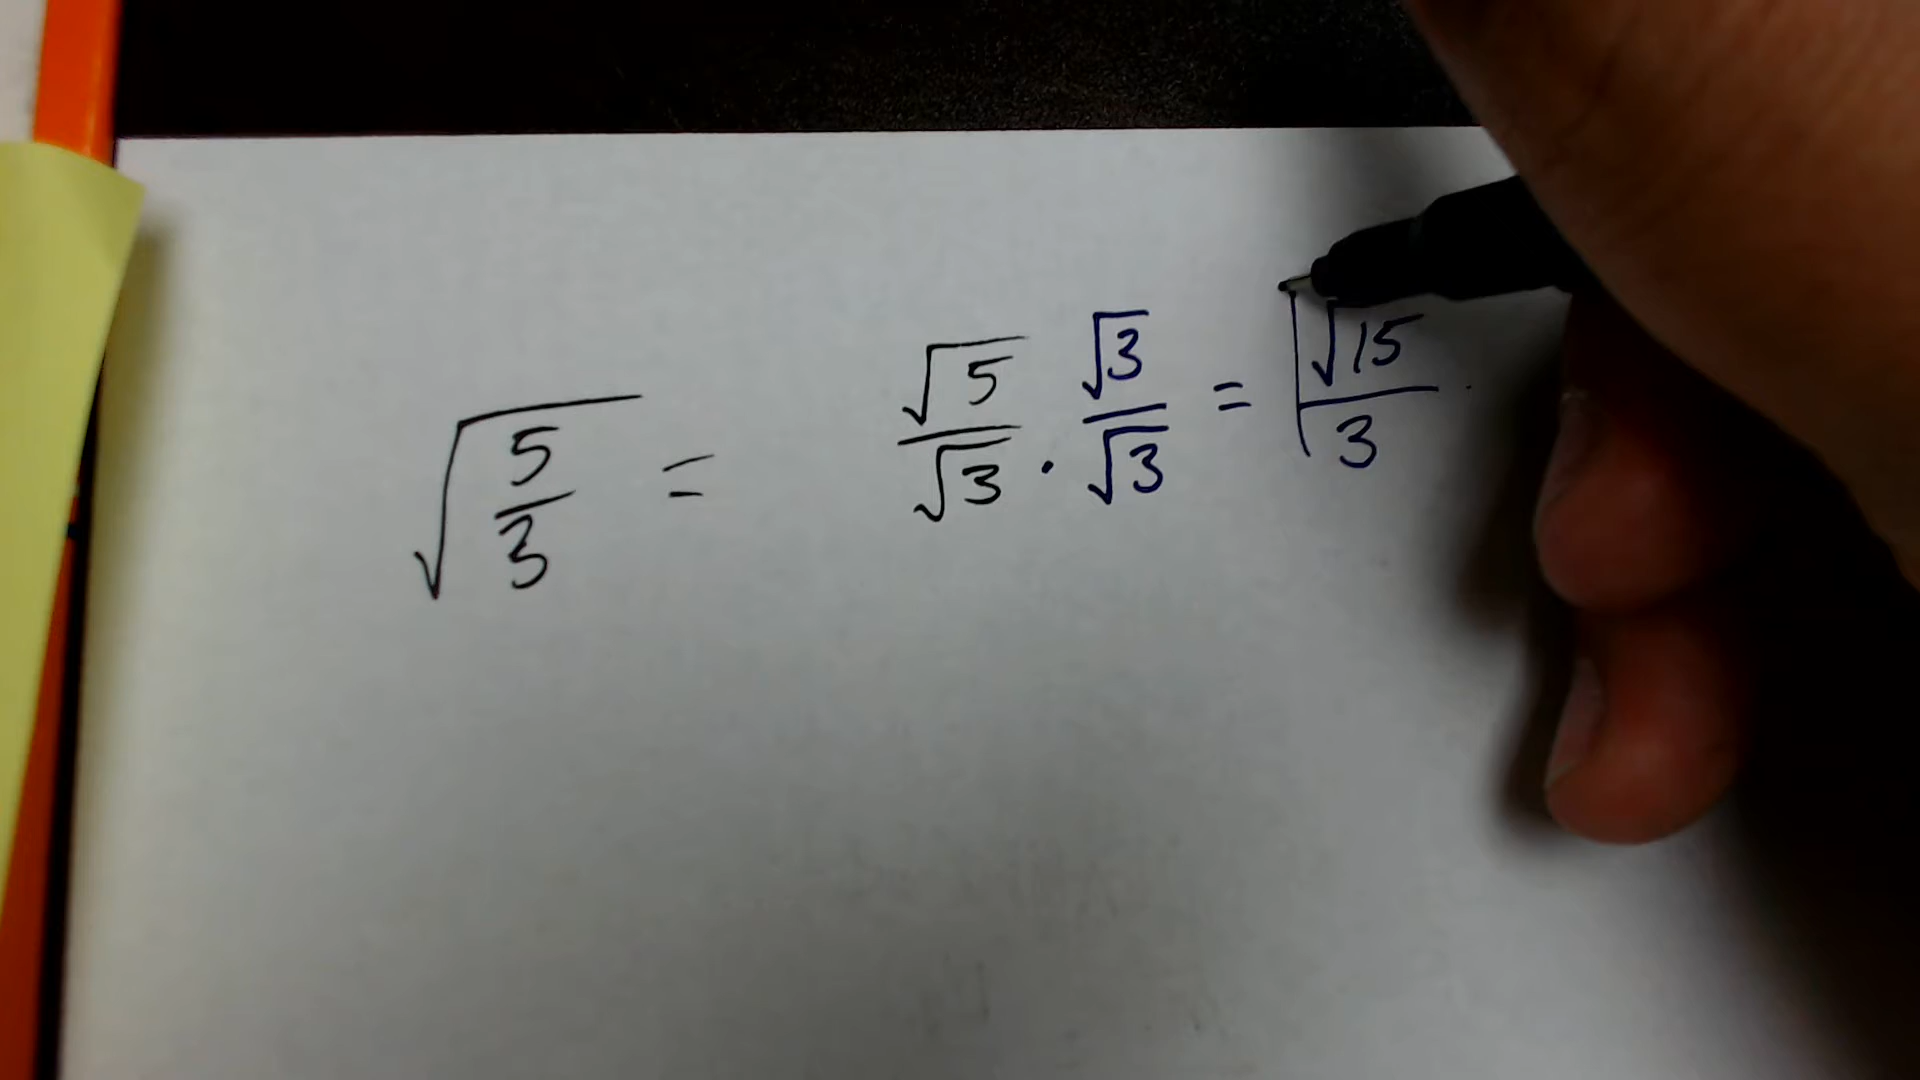 √(5/3) = √5/√3 · √3/√3 = √15/3